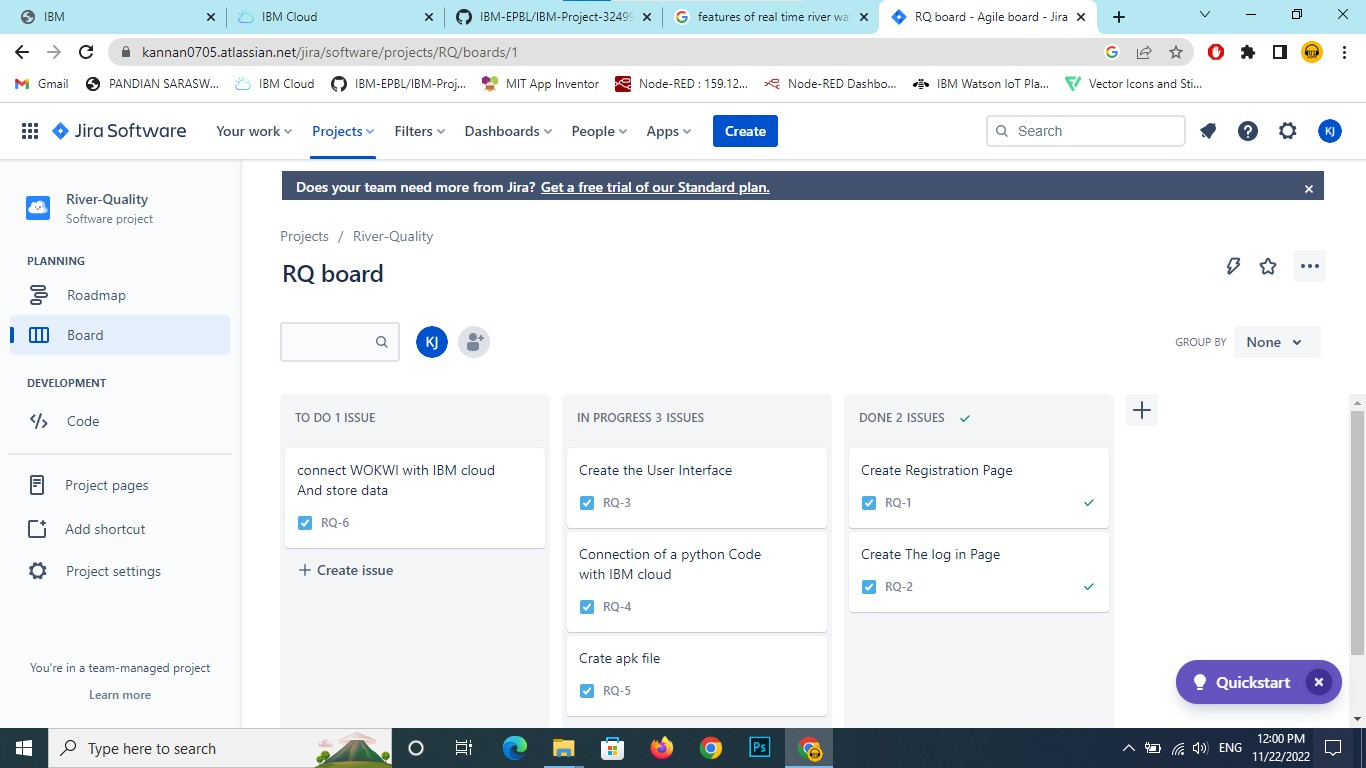 IBM
IBM Cloud
IBM-EPBL/IBM-Project-32499
features of real time river wa
RQ board - Agile board - Jira
kannan0705.atlassian.net/jira/software/projects/RQ/boards/1
Gmail
PANDIAN SARASW...
IBM Cloud
IBM-EPBL/IBM-Proj...
MIT App Inventor
Node-RED : 159.12...
Node-RED Dashbo...
IBM Watson IoT Pla...
Vector Icons and Sti...
Jira Software
Your work
Projects
Filters
Dashboards
People
Apps
Create
Search
KJ
River-Quality
Software project
PLANNING
Roadmap
Board
DEVELOPMENT
Code
Project pages
Add shortcut
Project settings
You're in a team-managed project
Learn more
Does your team need more from Jira? Get a free trial of our Standard plan.
Projects / River-Quality
RQ board
KJ
GROUP BY
None
TO DO 1 ISSUE
connect WOKWI with IBM cloud
And store data
RQ-6
+ Create issue
IN PROGRESS 3 ISSUES
Create the User Interface
RQ-3
Connection of a python Code
with IBM cloud
RQ-4
Crate apk file
RQ-5
DONE 2 ISSUES
Create Registration Page
RQ-1
Create The log in Page
RQ-2
Quickstart
Type here to search
Ps
ENG
12:00 PM
11/22/2022